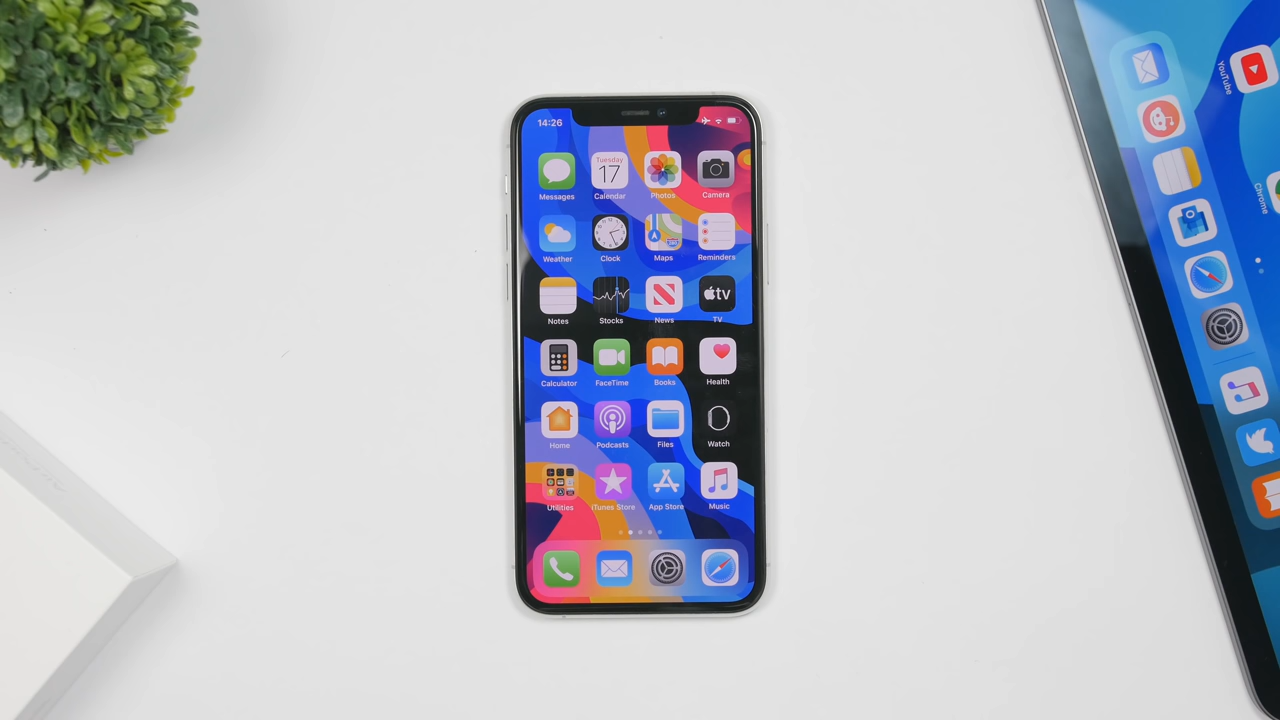 14:26
Tuesday
17
Messages
Calendar
Photos
Camera
Weather
Clock
Maps
Reminders
tv
Notes
Stocks
News
TV
Calculator
FaceTime
Books
Health
Home
Podcasts
Files
Watch
Utilities
iTunes Store
App Store
Music
YouTube
Chrome